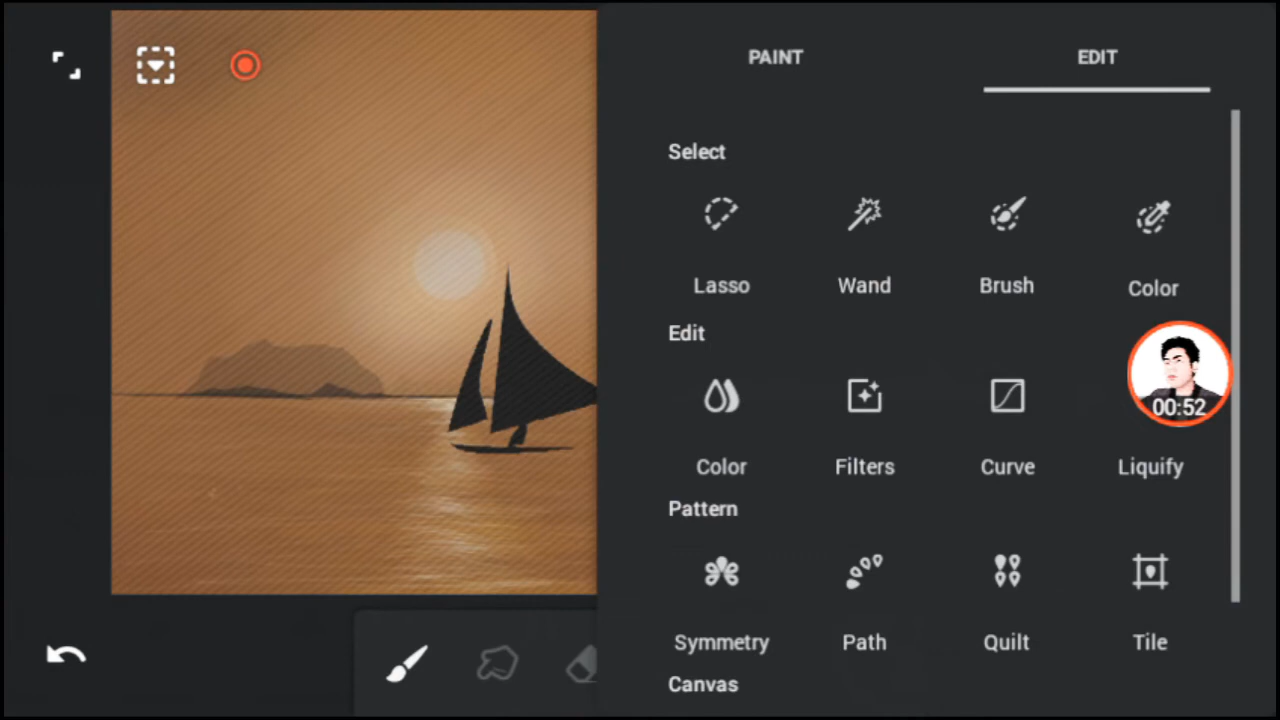 PAINT EDIT
Select
Lasso Wand Brush Color
Edit
00:52
Color Filters Curve Liquify
Pattern
Symmetry Path Quilt Tile
Canvas